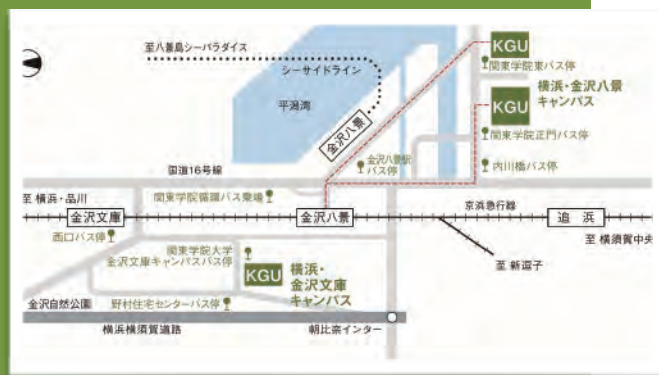 至八景島シーパラダイス
シーサイドライン
平潟湾
金沢八景
KGU
関東学院東バス停
KGU
横浜・金沢八景
キャンパス
関東学院正門バス停
内川橋バス停
金沢八景駅
バス停
国道16号線
至 横浜・品川
関東学院循環バス乗場
京浜急行線
金沢文庫
金沢八景
追 浜
至 横須賀中央
西口バス停
至 新逗子
関東学院大学
金沢文庫キャンパスバス停
KGU
横浜・
金沢文庫
キャンパス
金沢自然公園
野村住宅センターバス停
横浜横須賀道路
朝比奈インター